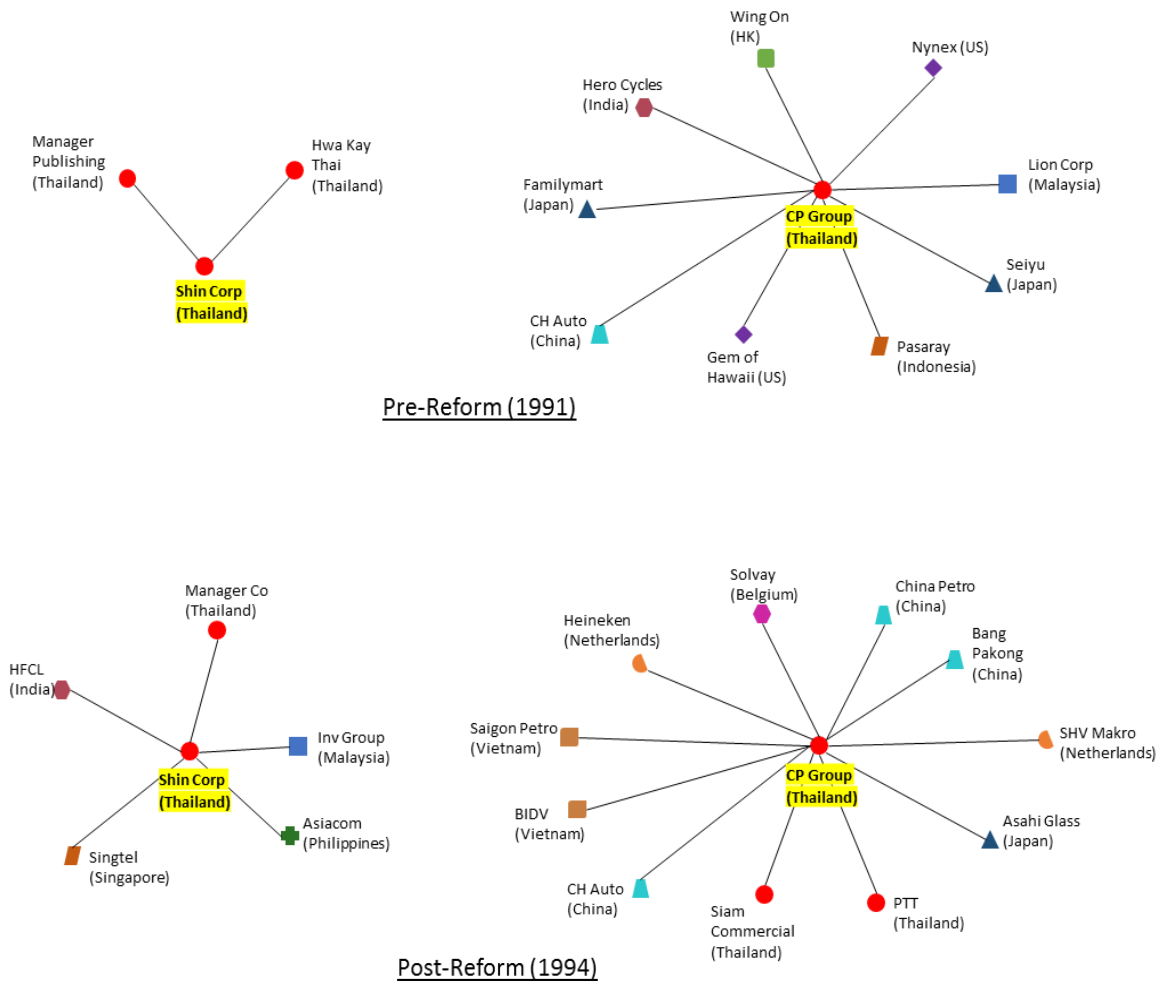 Wing On
(HK)
Nynex (US)
Hero Cycles
(India)
Manager
Publishing
(Thailand)
Hwa Kay
Thai
(Thailand)
Lion Corp
(Malaysia)
Familymart
(Japan)
CP Group
(Thailand)
Shin Corp
(Thailand)
Seiyu
(Japan)
CH Auto
(China)
Gem of
Hawaii (US)
Pasaray
(Indonesia)
Pre-Reform (1991)
Manager Co
(Thailand)
HFCL
(India)
Inv Group
(Malaysia)
Shin Corp
(Thailand)
Asiacom
(Philippines)
Singtel
(Singapore)
Solvay
(Belgium)
China Petro
(China)
Heineken
(Netherlands)
Bang
Pakong
(China)
Saigon Petro
(Vietnam)
SHV Makro
(Netherlands)
CP Group
(Thailand)
BIDV
(Vietnam)
Asahi Glass
(Japan)
CH Auto
(China)
Siam
Commercial
(Thailand)
PTT
(Thailand)
Post-Reform (1994)